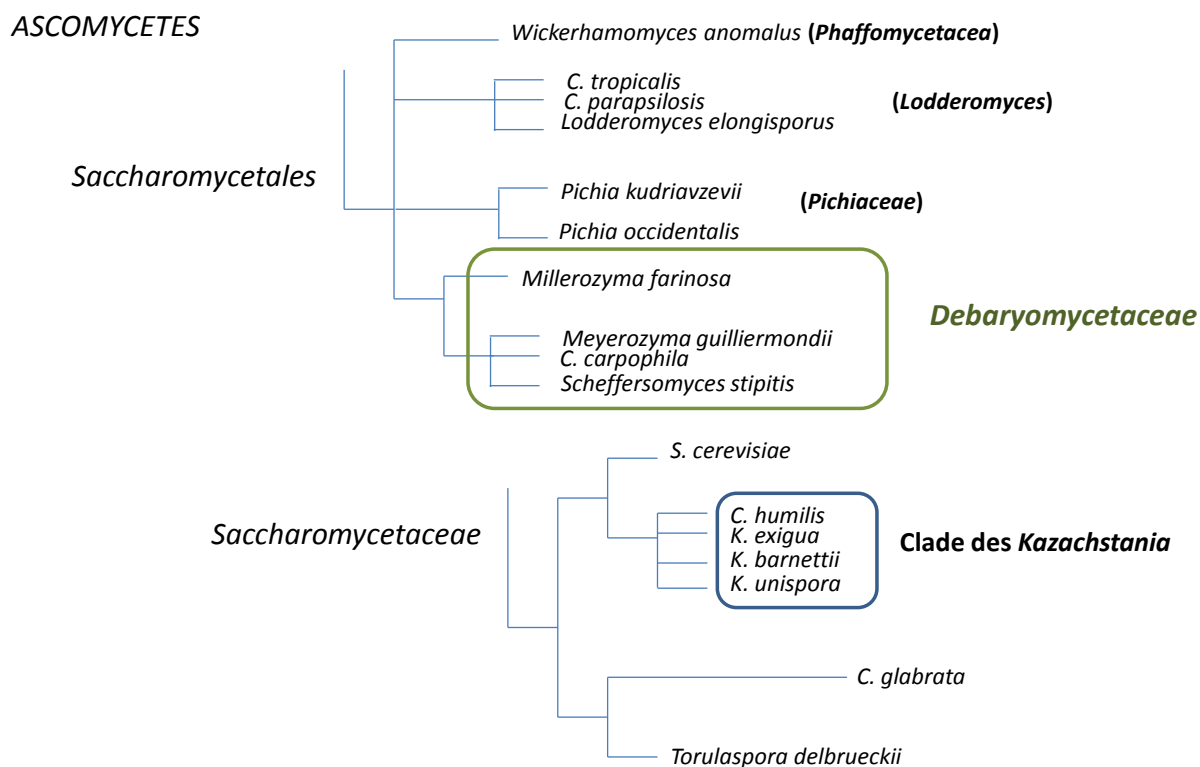 ASCOMYCETES
Wickerhamomyces anomalus (Phaffomycetacea)
C. tropicalis
C. parapsilosis
(Lodderomyces)
Lodderomyces elongisporus
Saccharomycetales
Pichia kudriavzevii
(Pichiaceae)
Pichia occidentalis
Millerozyma farinosa
Debaryomycetaceae
Meyerozyma guilliermondii
C. carpophila
Scheffersomyces stipitis
S. cerevisiae
Saccharomycetaceae
C. humilis
K. exigua
K. barnettii
K. unispora
Clade des Kazachstania
C. glabrata
Torulaspora delbrueckii